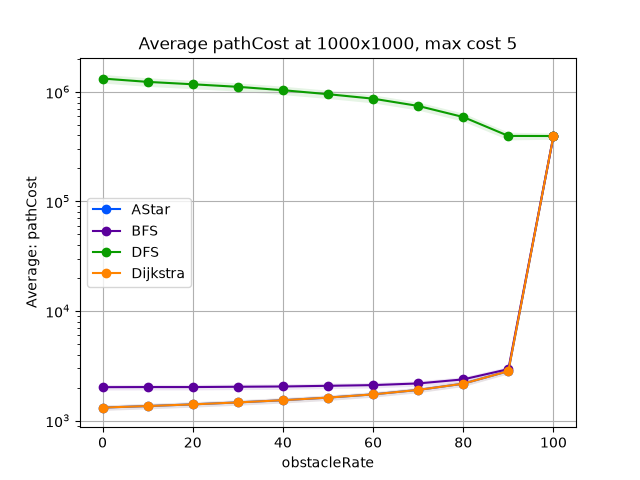 Average pathCost at 1000x1000, max cost 5
Average: pathCost
10^6
10^5
10^4
10^3
AStar
BFS
DFS
Dijkstra
0 20 40 60 80 100
obstacleRate